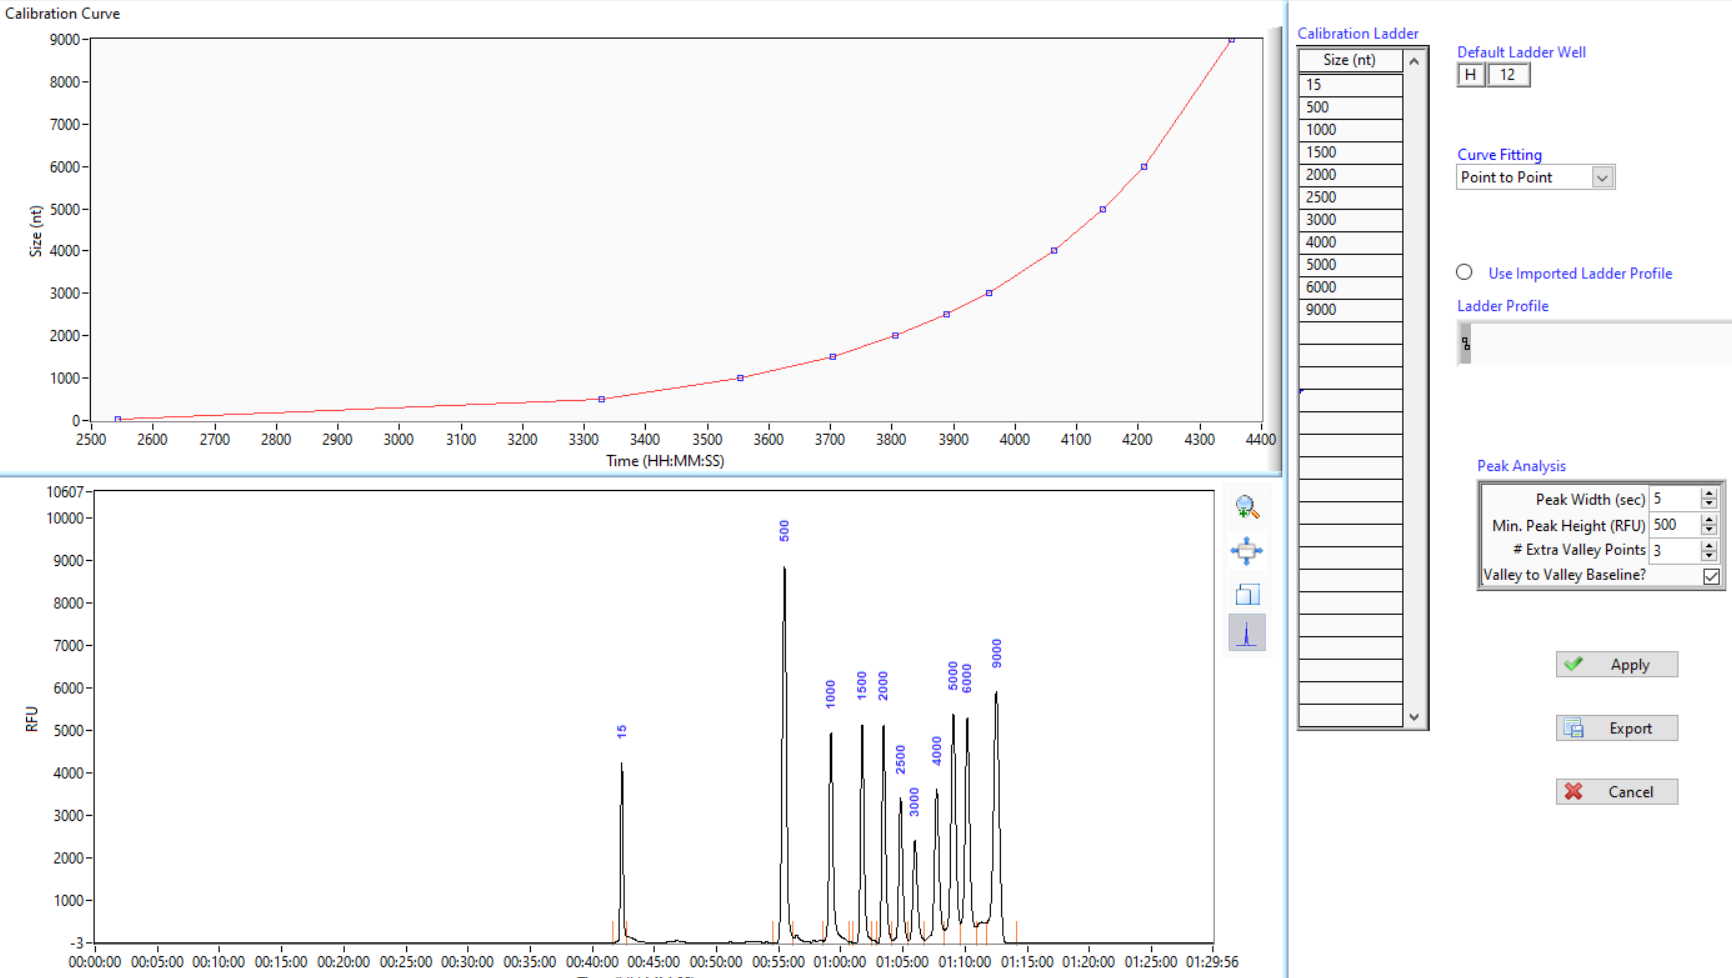 Calibration Curve
9000
8000
7000
6000
5000
4000
3000
2000
1000
0
Size (nt)
2500 2600 2700 2800 2900 3000 3100 3200 3300 3400 3500 3600 3700 3800 3900 4000 4100 4200 4300 4400
Time (HH:MM:SS)
10607
10000
9000
8000
7000
6000
5000
4000
3000
2000
1000
-3
RFU
15
500
1000
1500
2000
2500
3000
4000
5000
6000
9000
00:00:00 00:05:00 00:10:00 00:15:00 00:20:00 00:25:00 00:30:00 00:35:00 00:40:00 00:45:00 00:50:00 00:55:00 01:00:00 01:05:00 01:10:00 01:15:00 01:20:00 01:25:00 01:29:56
Calibration Ladder
Size (nt)
15
500
1000
1500
2000
2500
3000
4000
5000
6000
9000
Default Ladder Well
H 12
Curve Fitting
Point to Point
Use Imported Ladder Profile
Ladder Profile
Peak Analysis
Peak Width (sec) 5
Min. Peak Height (RFU) 500
# Extra Valley Points 3
Valley to Valley Baseline?
Apply
Export
Cancel